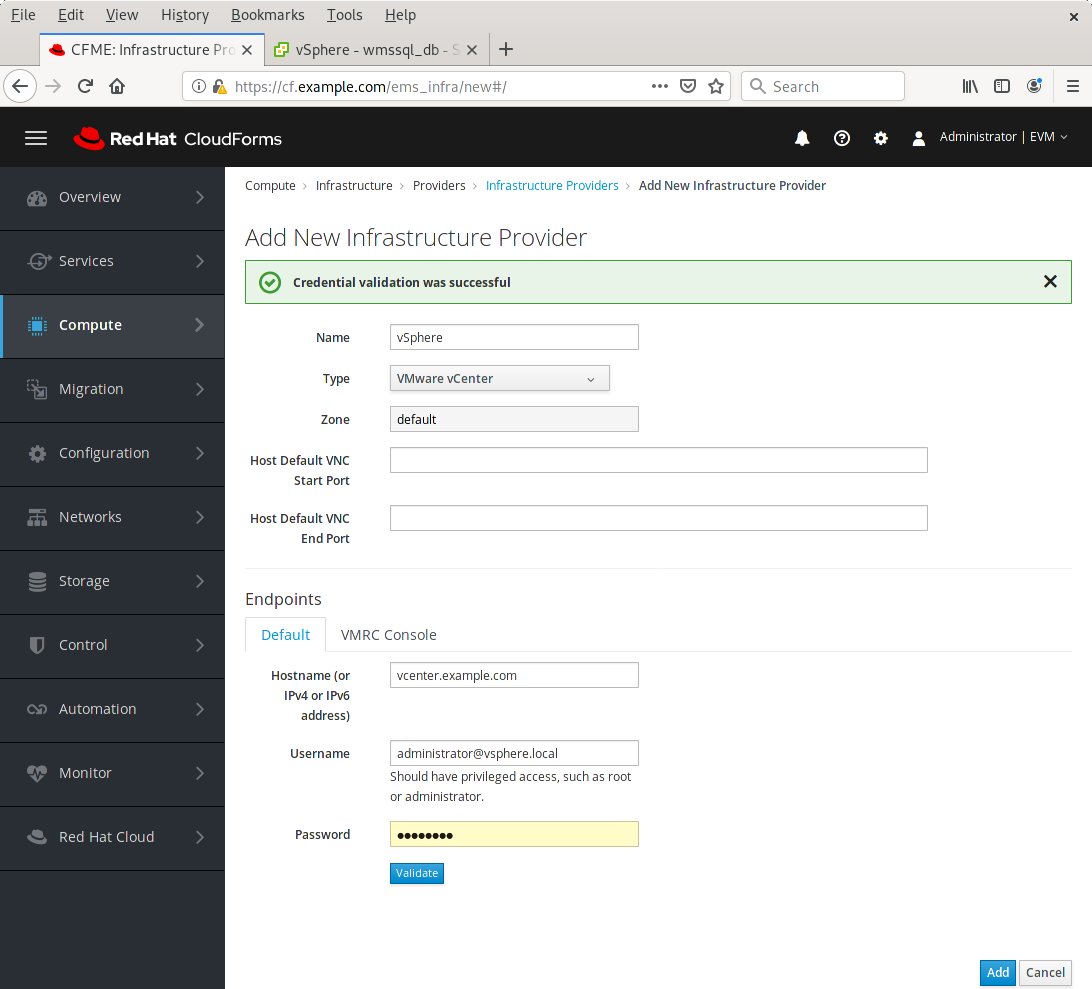 File Edit View History Bookmarks Tools Help
CFME: Infrastructure Pro
vSphere - wmssql_db - S
https://cf.example.com/ems_infra/new#/
Search
Red Hat CloudForms
Administrator | EVM
Overview
Services
Compute
Migration
Configuration
Networks
Storage
Control
Automation
Monitor
Red Hat Cloud
Compute > Infrastructure > Providers > Infrastructure Providers > Add New Infrastructure Provider
Add New Infrastructure Provider
Credential validation was successful
Name
vSphere
Type
VMware vCenter
Zone
default
Host Default VNC
Start Port
Host Default VNC
End Port
Endpoints
Default
VMRC Console
Hostname (or
IPv4 or IPv6
address)
vcenter.example.com
Username
administrator@vsphere.local
Should have privileged access, such as root
or administrator.
Password
●●●●●●●●
Validate
Add
Cancel